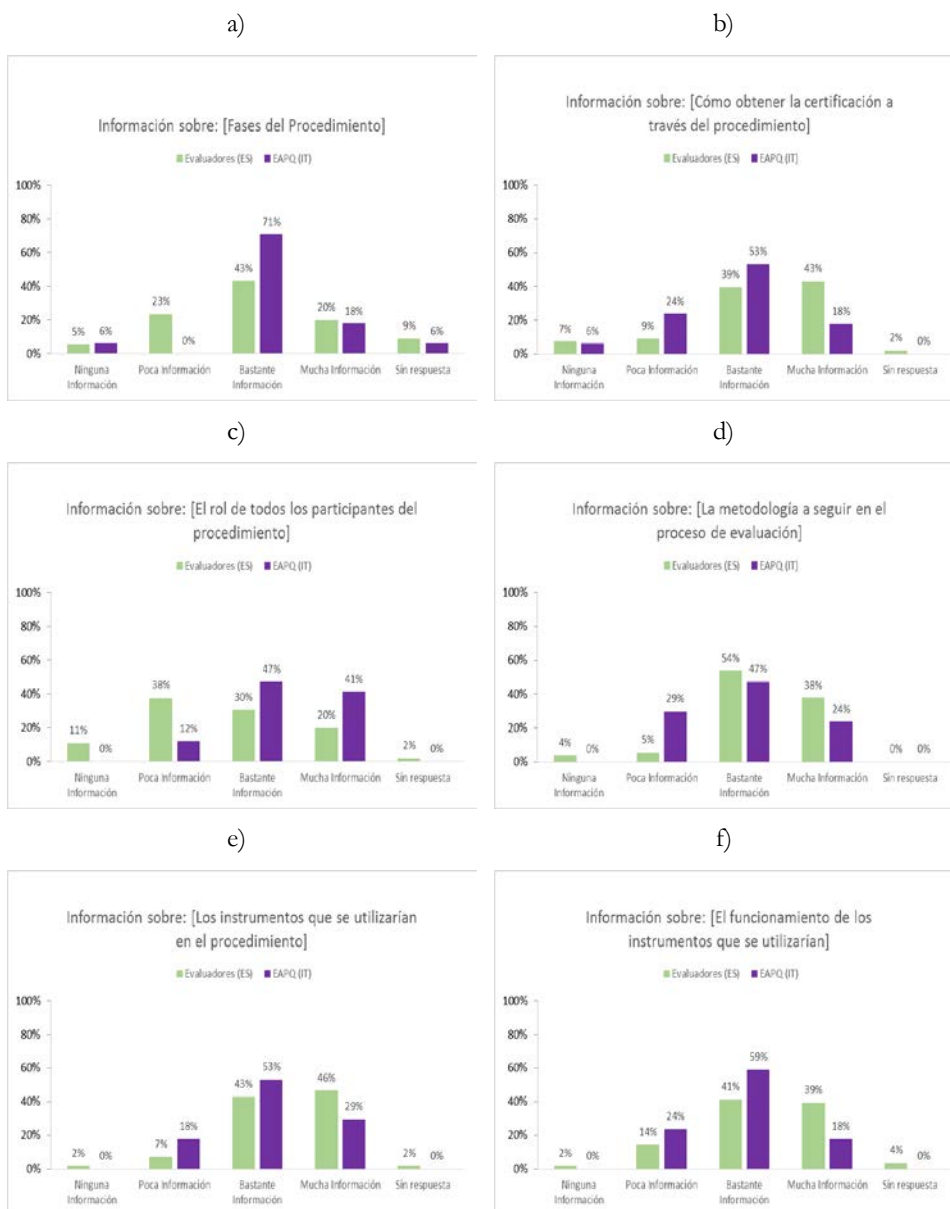 a)
Información sobre: [Fases del Procedimiento]
Evaluadores (ES) EAPQ (IT)
100%
80%
60%
40%
20%
0%
5% 6% 23% 0% 43% 71% 20% 18% 9% 6%
Ninguna Información Poca Información Bastante Información Mucha Información Sin respuesta
b)
Información sobre: [Cómo obtener la certificación a
través del procedimiento]
Evaluadores (ES) EAPQ (IT)
100%
80%
60%
40%
20%
0%
7% 6% 9% 24% 39% 53% 43% 18% 2% 0%
Ninguna Información Poca Información Bastante Información Mucha Información Sin respuesta
c)
Información sobre: [El rol de todos los participantes del
procedimiento]
Evaluadores (ES) EAPQ (IT)
100%
80%
60%
40%
20%
0%
11% 0% 38% 12% 30% 47% 20% 41% 2% 0%
Ninguna Información Poca Información Bastante Información Mucha Información Sin respuesta
d)
Información sobre: [La metodología a seguir en el
proceso de evaluación]
Evaluadores (ES) EAPQ (IT)
100%
80%
60%
40%
20%
0%
4% 0% 5% 29% 54% 47% 38% 24% 0% 0%
Ninguna Información Poca Información Bastante Información Mucha Información Sin respuesta
e)
Información sobre: [Los instrumentos que se utilizarían
en el procedimiento]
Evaluadores (ES) EAPQ (IT)
100%
80%
60%
40%
20%
0%
2% 0% 7% 18% 43% 53% 46% 29% 2% 0%
Ninguna Información Poca Información Bastante Información Mucha Información Sin respuesta
f)
Información sobre: [El funcionamiento de los
instrumentos que se utilizarían]
Evaluadores (ES) EAPQ (IT)
100%
80%
60%
40%
20%
0%
2% 0% 14% 24% 41% 59% 39% 18% 4% 0%
Ninguna Información Poca Información Bastante Información Mucha Información Sin respuesta